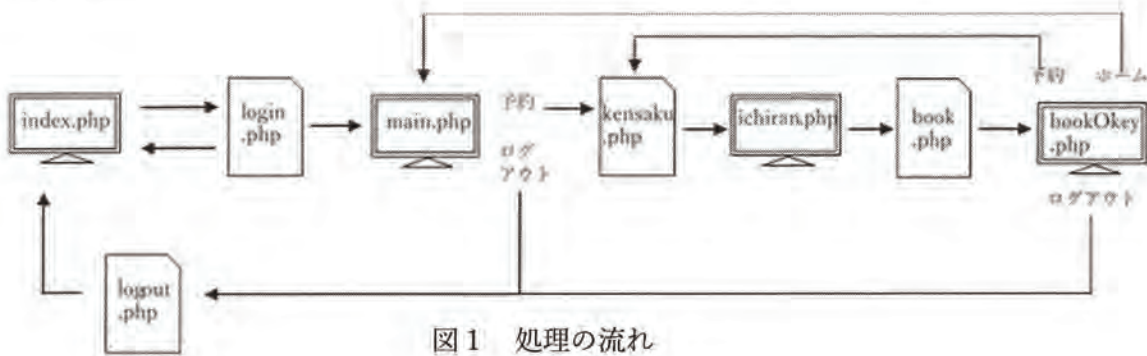 予約 ホーム
index.php
login
.php
main.php
予約
ログ
アウト
kensaku
.php
ichiran.php
book
.php
bookOkey
.php
ログアウト
logout
.php
図1 処理の流れ